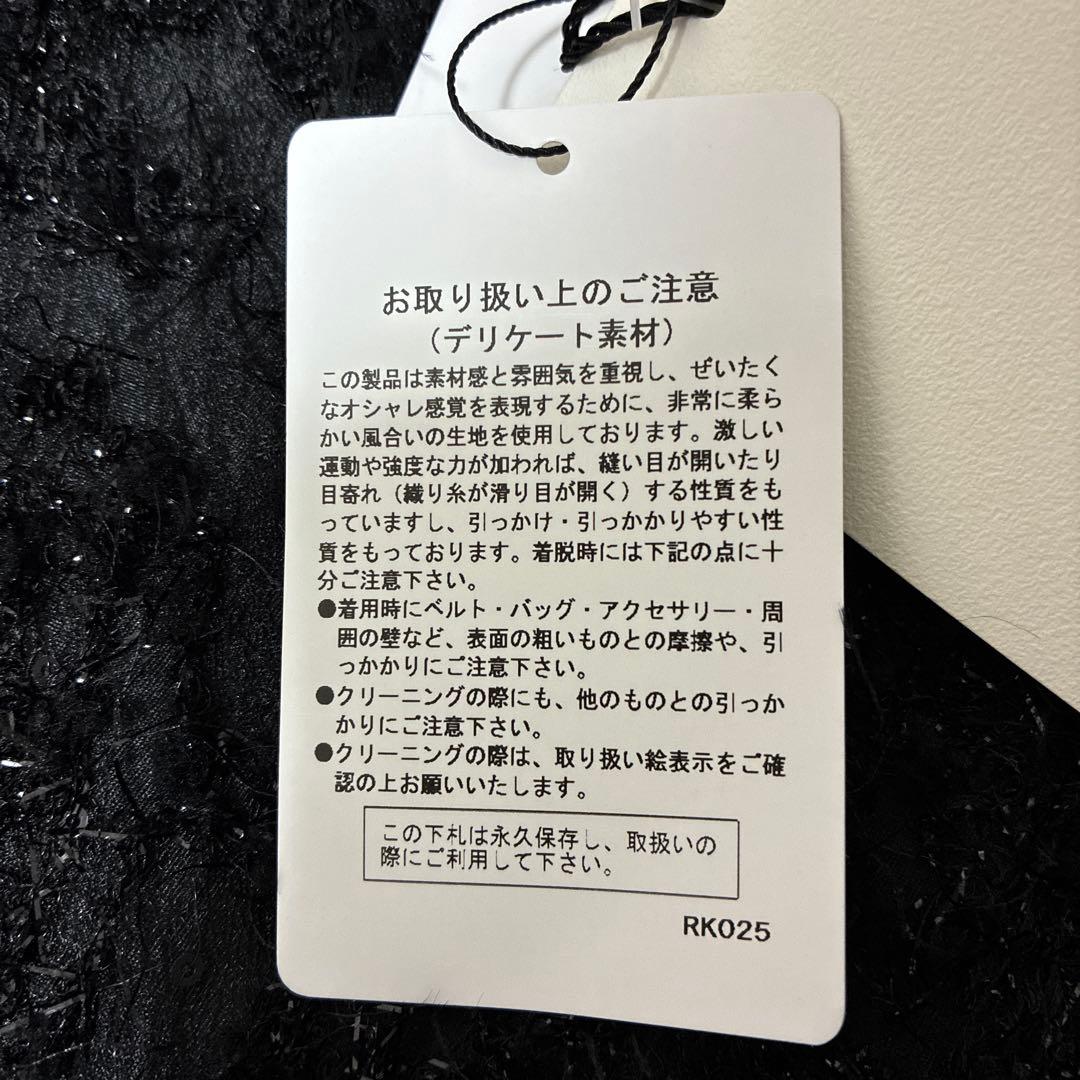 お取り扱い上のご注意
（デリケート素材）
この製品は素材感と雰囲気を重視し、ぜいたく
なオシャレ感覚を表現するために、非常に柔ら
かい風合いの生地を使用しております。激しい
運動や強度な力が加われば、縫い目が開いたり
目寄れ（織り糸が滑り目が開く）する性質をも
っていますし、引っかけ・引っかかりやすい性
質をもっております。着脱時には下記の点に十
分ご注意下さい。
●着用時にベルト・バッグ・アクセサリー・周
囲の壁など、表面の粗いものとの摩擦や、引
っかかりにご注意下さい。
●クリーニングの際にも、他のものとの引っか
かりにご注意下さい。
●クリーニングの際は、取り扱い絵表示をご確
認の上お願いいたします。
この下札は永久保存し、取扱いの
際にご利用して下さい。
RK025